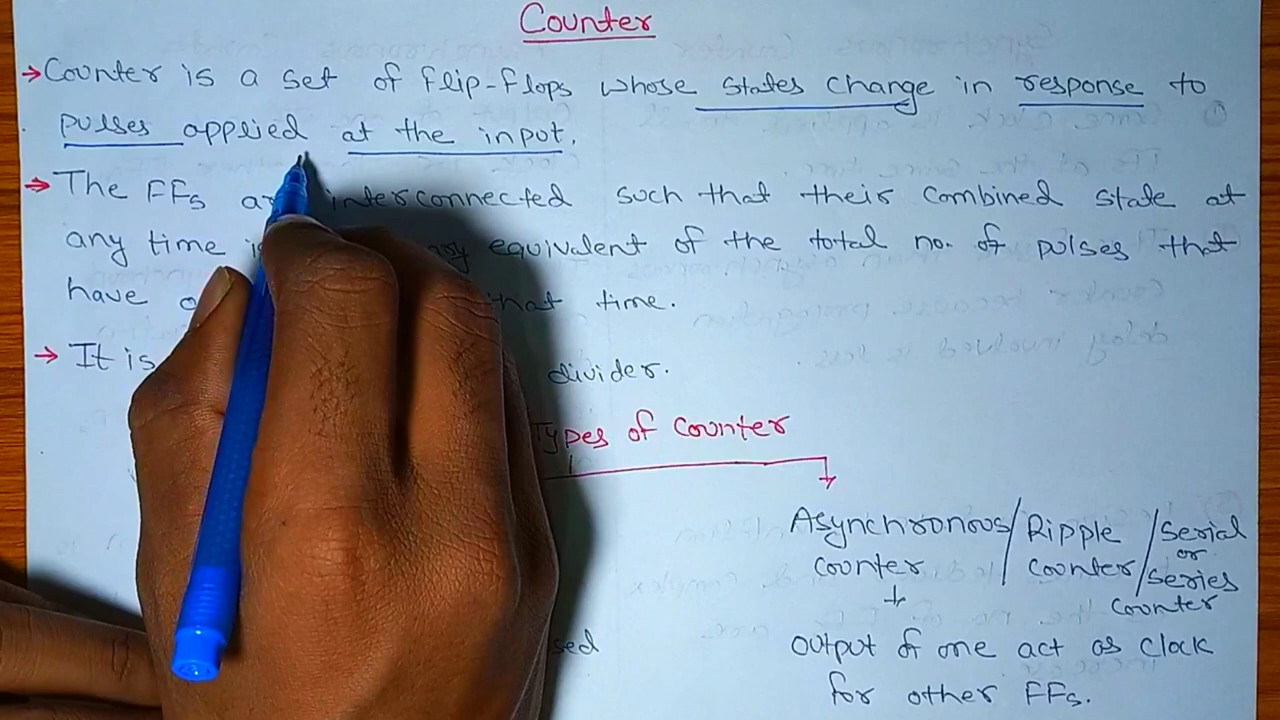 Counter
→ Counter is a set of flip-flops whose states change in response to
pulses applied at the input.
→ The FFs interconnected such that their combined state at
any time equivalent of the total no. of pulses that
have that time.
→ It is divider.
Types of Counter
Asynchronous / Ripple / Serial
or
counter / counter / series
counter
output of one act as clock
for other FFs.